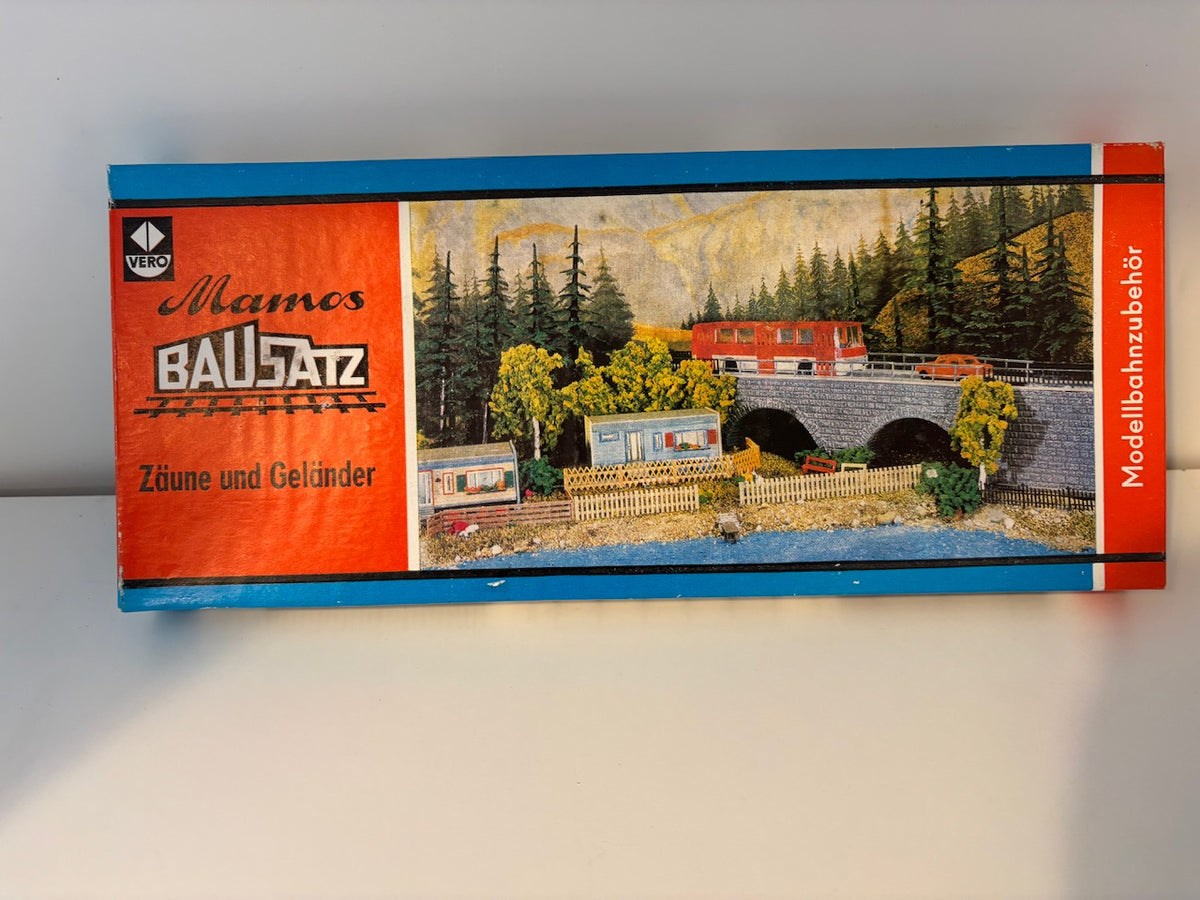 VERO
Mamos
BAUSATZ
Zäune und Geländer
Modellbahnzubehör